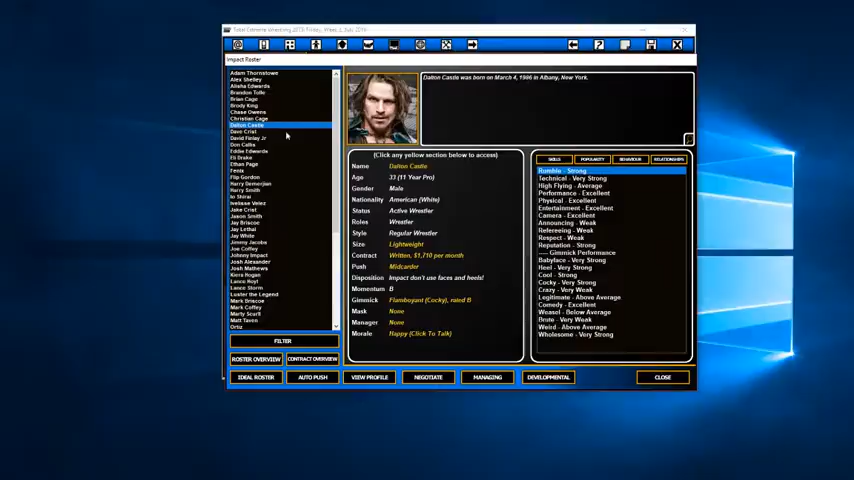 Total Extreme Wrestling 2013: Friday, Week 1, July 2019
Impact Roster
Adam Thornstowe
Alex Shelley
Alisha Edwards
Brandon Tolle
Brian Cage
Brody King
Chase Owens
Christian Cage
Dalton Castle
Dave Crist
David Finlay Jr
Don Callis
Eddie Edwards
Eli Drake
Ethan Page
Fenix
Flip Gordon
Harry Demerjian
Harry Smith
Io Shirai
Ivelisse Velez
Jake Crist
Jason Smith
Jay Briscoe
Jay Lethal
Jay White
Jimmy Jacobs
Joe Coffey
Johnny Impact
Josh Alexander
Josh Mathews
Kiera Hogan
Lance Hoyt
Lance Storm
Luster the Legend
Mark Briscoe
Mark Coffey
Marty Scurll
Matt Taven
Ortiz
FILTER
ROSTER OVERVIEW
CONTRACT OVERVIEW
Dalton Castle was born on March 4, 1986 in Albany, New York.
(Click any yellow section below to access)
Name Dalton Castle
Age 33 (11 Year Pro)
Gender Male
Nationality American (White)
Status Active Wrestler
Roles Wrestler
Style Regular Wrestler
Size Lightweight
Contract Written, $1,710 per month
Push Midcarder
Disposition Impact don't use faces and heels!
Momentum B
Gimmick Flamboyant (Cocky), rated B
Mask None
Manager None
Morale Happy (Click To Talk)
SKILLS
POPULARITY
BEHAVIOUR
RELATIONSHIPS
Rumble - Strong
Technical - Very Strong
High Flying - Average
Performance - Excellent
Physical - Excellent
Entertainment - Excellent
Camera - Excellent
Announcing - Weak
Refereeing - Weak
Respect - Weak
Reputation - Strong
---- Gimmick Performance
Babyface - Very Strong
Heel - Very Strong
Cool - Strong
Cocky - Very Strong
Crazy - Very Weak
Legitimate - Above Average
Comedy - Excellent
Weasel - Below Average
Brute - Very Weak
Weird - Above Average
Wholesome - Very Strong
IDEAL ROSTER
AUTO PUSH
VIEW PROFILE
NEGOTIATE
MANAGING
DEVELOPMENTAL
CLOSE